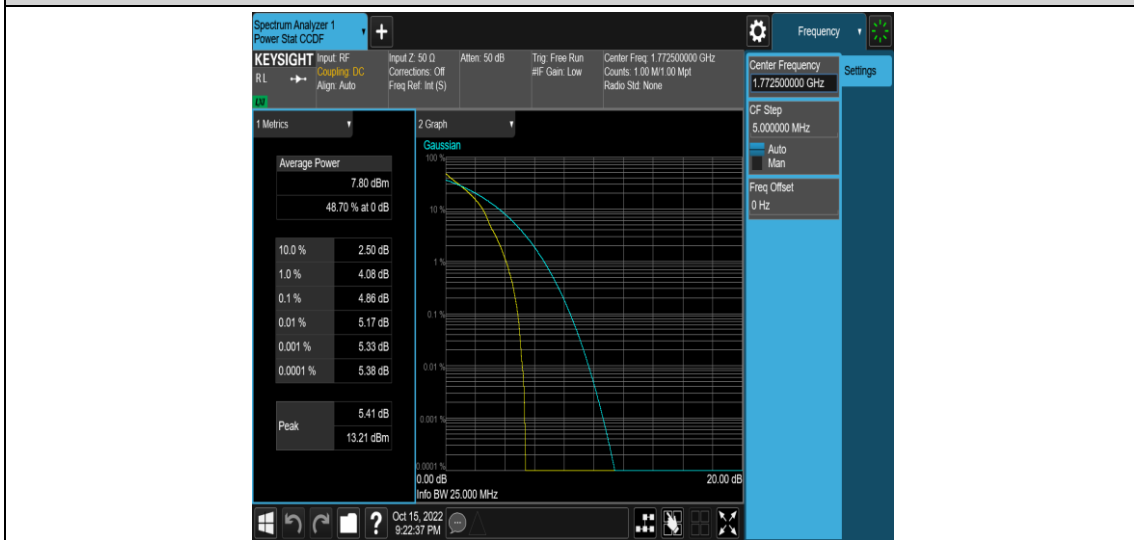 Spectrum Analyzer 1
Power Stat CCDF
+
Frequency
KEYSIGHT
RL
LXI
Input: RF
Coupling: DC
Align: Auto
Input Z: 50 Ω
Corrections: Off
Freq Ref: Int (S)
Atten: 50 dB
Trig: Free Run
#IF Gain: Low
Center Freq: 1.772500000 GHz
Counts: 1.00 M/1.00 Mpt
Radio Std: None
Center Frequency
1.772500000 GHz
Settings
CF Step
5.000000 MHz
Auto
Man
Freq Offset
0 Hz
1 Metrics
Average Power
7.80 dBm
48.70 % at 0 dB
10.0 % 2.50 dB
1.0 % 4.08 dB
0.1 % 4.86 dB
0.01 % 5.17 dB
0.001 % 5.33 dB
0.0001 % 5.38 dB
Peak 5.41 dB
13.21 dBm
2 Graph
Gaussian
100 %
10 %
1 %
0.1 %
0.01 %
0.001 %
0.0001 %
0.00 dB 20.00 dB
Info BW 25.000 MHz
?
Oct 15, 2022
9:22:37 PM